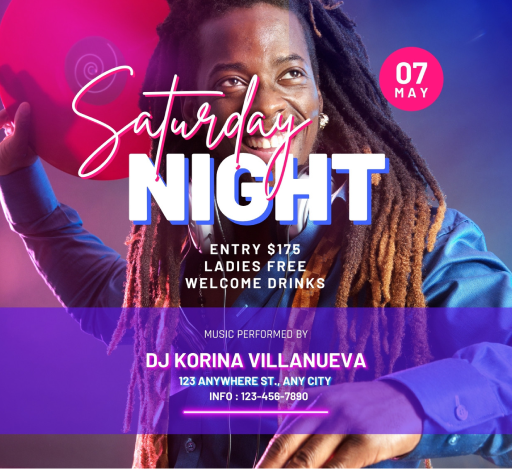 07
MAY
Saturday
NIGHT
ENTRY $175
LADIES FREE
WELCOME DRINKS
MUSIC PERFORMED BY
DJ KORINA VILLANUEVA
123 ANYWHERE ST., ANY CITY
INFO : 123-456-7890